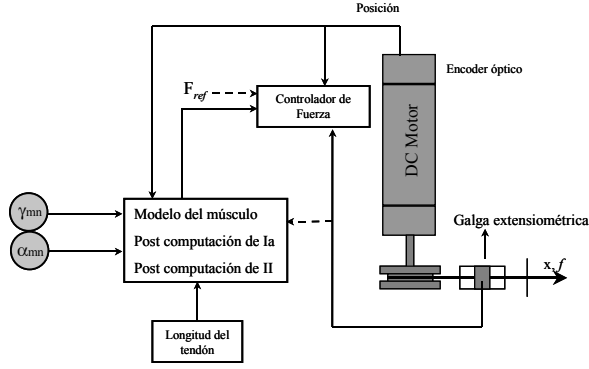 Posición
Encoder óptico
F ref
Controlador de
Fuerza
DC Motor
γmn
αmn
Modelo del músculo
Post computación de Ia
Post computación de II
Galga extensiométrica
x, f
Longitud del
tendón